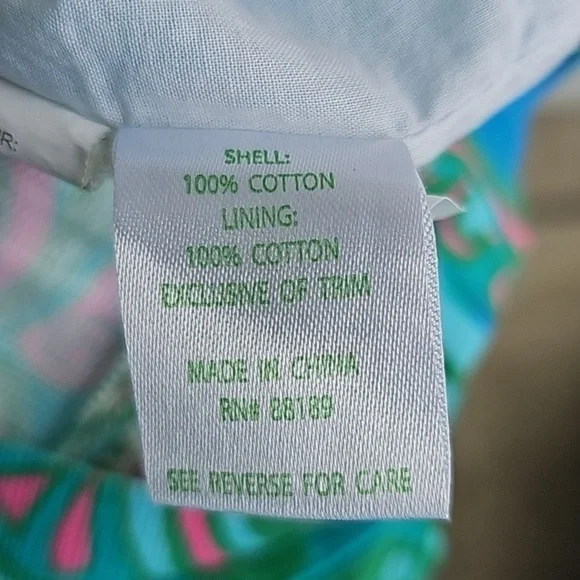 R:
SHELL:
100% COTTON
LINING:
100% COTTON
EXCLUSIVE OF TRIM
MADE IN CHINA
RN# 88189
SEE REVERSE FOR CARE